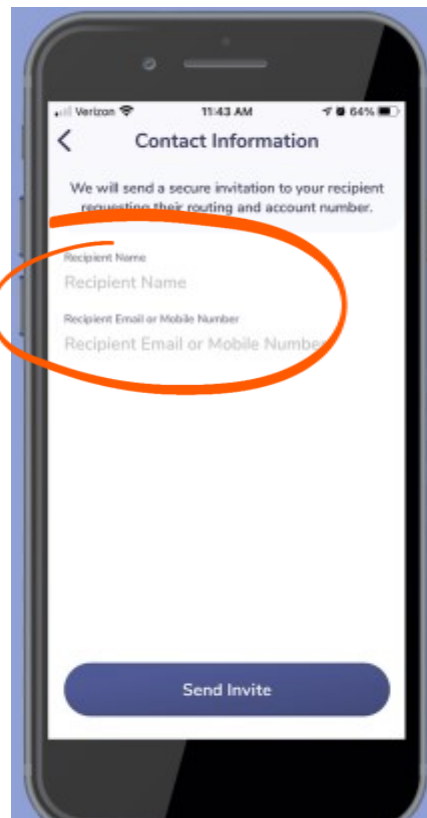 Verizon 11:43 AM 64%
Contact Information
We will send a secure invitation to your recipient
requesting their routing and account number.
Recipient Name
Recipient Name
Recipient Email or Mobile Number
Recipient Email or Mobile Number
Send Invite